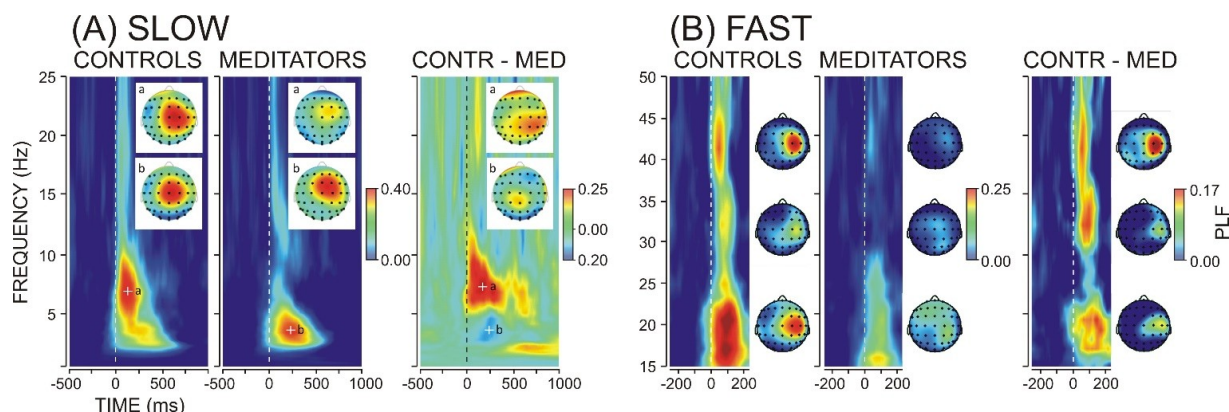 (A) SLOW
CONTROLS
MEDITATORS
CONTR - MED
(B) FAST
CONTROLS
MEDITATORS
CONTR - MED
FREQUENCY (Hz)
25
20
15
10
5
a
b
a
b
a
b
a
b
a
b
0.40
0.00
0.25
0.00
0.20
-500 0 500
-500 0 500 1000
-500 0 500 1000
TIME (ms)
50
45
40
35
30
25
20
15
0.25
0.00
0.17
0.00
PLF
-200 0 200
-200 0 200
-200 0 200